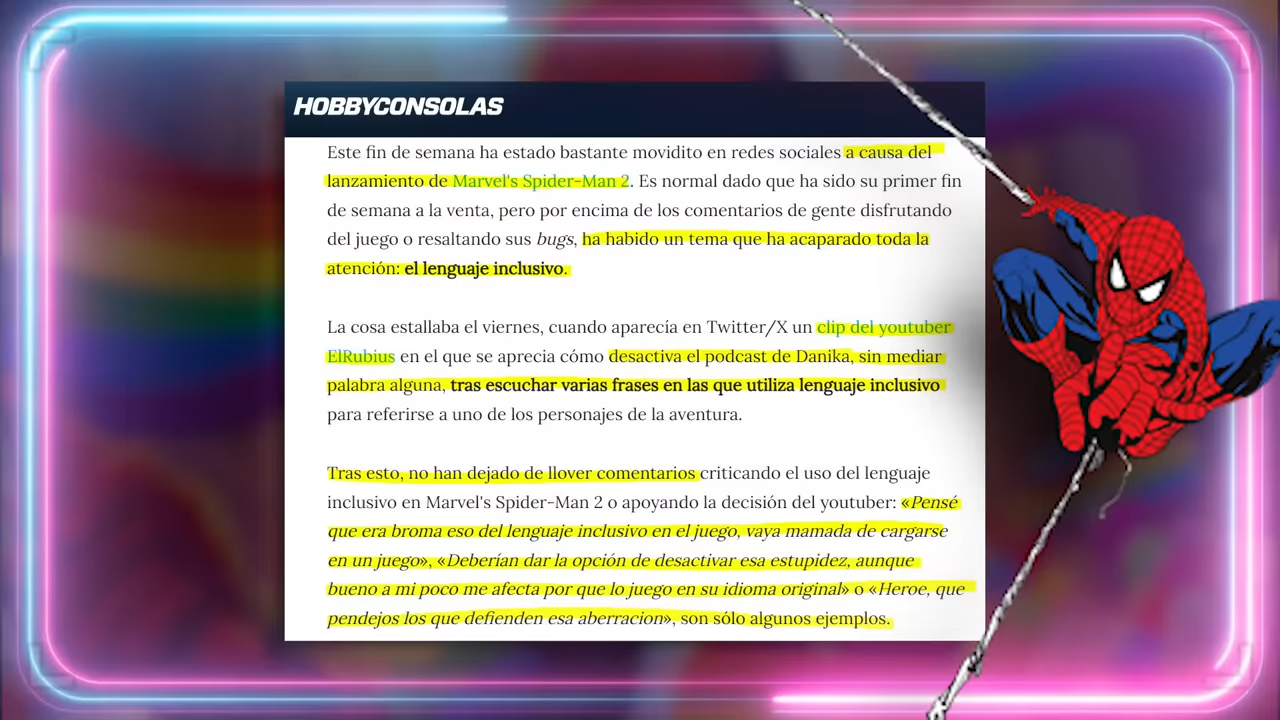 HOBBYCONSOLAS
Este fin de semana ha estado bastante movidito en redes sociales a causa del
lanzamiento de Marvel's Spider-Man 2. Es normal dado que ha sido su primer fin
de semana a la venta, pero por encima de los comentarios de gente disfrutando
del juego o resaltando sus bugs, ha habido un tema que ha acaparado toda la
atención: el lenguaje inclusivo.
La cosa estallaba el viernes, cuando aparecía en Twitter/X un clip del youtuber
ElRubius en el que se aprecia cómo desactiva el podcast de Danika, sin mediar
palabra alguna, tras escuchar varias frases en las que utiliza lenguaje inclusivo
para referirse a uno de los personajes de la aventura.
Tras esto, no han dejado de llover comentarios criticando el uso del lenguaje
inclusivo en Marvel's Spider-Man 2 o apoyando la decisión del youtuber: «Pensé
que era broma eso del lenguaje inclusivo en el juego, vaya mamada de cargarse
en un juego», «Deberían dar la opción de desactivar esa estupidez, aunque
bueno a mi poco me afecta por que lo juego en su idioma original» o «Heroe, que
pendejos los que defienden esa aberracion», son sólo algunos ejemplos.